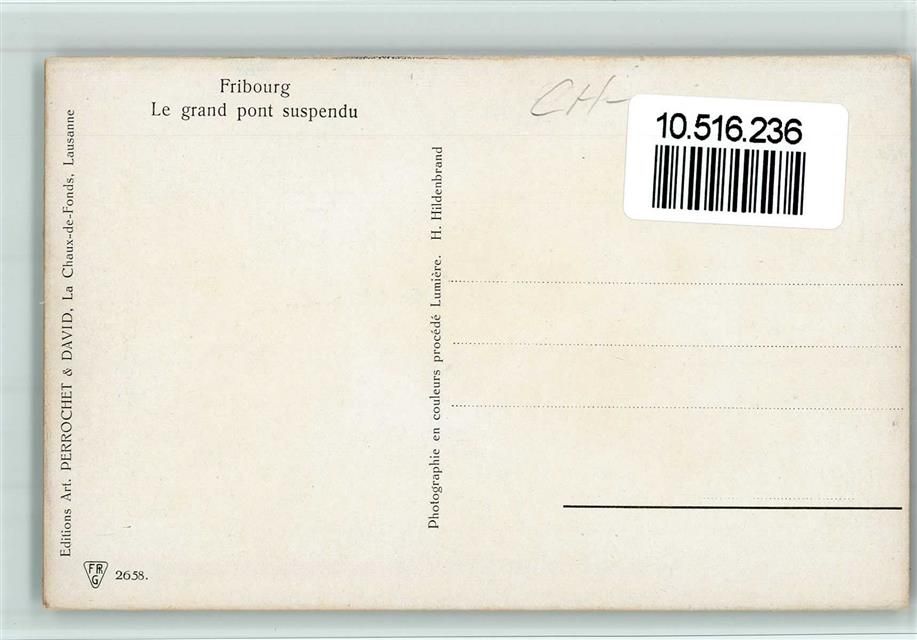 Fribourg
Le grand pont suspendu
CH-
10.516.236
Editions Art. PERROCHET & DAVID, La Chaux-de-Fonds, Lausanne
Photographie en couleurs procédé Lumière. H. Hildenbrand
FR
G
2658.